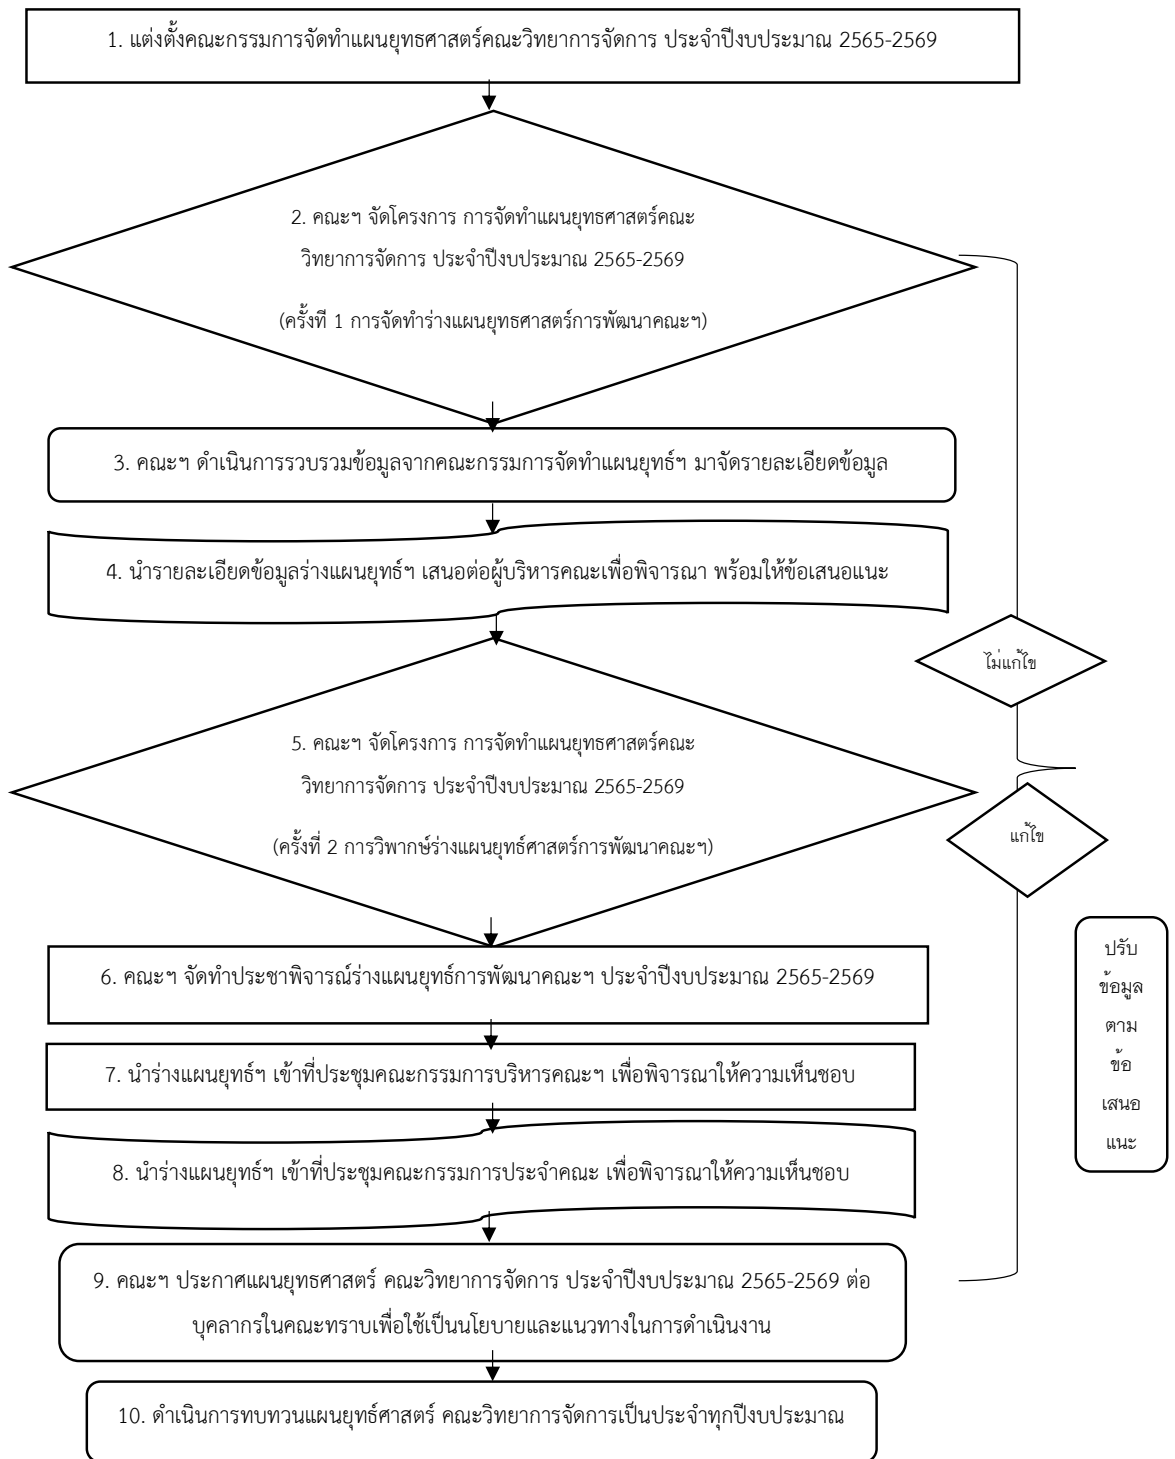 1. แต่งตั้งคณะกรรมการจัดทำแผนยุทธศาสตร์คณะวิทยาการจัดการ ประจำปีงบประมาณ 2565-2569
2. คณะฯ จัดโครงการ การจัดทำแผนยุทธศาสตร์คณะ
วิทยาการจัดการ ประจำปีงบประมาณ 2565-2569
(ครั้งที่ 1 การจัดทำร่างแผนยุทธศาสตร์การพัฒนาคณะฯ)
3. คณะฯ ดำเนินการรวบรวมข้อมูลจากคณะกรรมการจัดทำแผนยุทธ์ฯ มาจัดรายละเอียดข้อมูล
4. นำรายละเอียดข้อมูลร่างแผนยุทธ์ฯ เสนอต่อผู้บริหารคณะเพื่อพิจารณา พร้อมให้ข้อเสนอแนะ
ไม่แก้ไข
5. คณะฯ จัดโครงการ การจัดทำแผนยุทธศาสตร์คณะ
วิทยาการจัดการ ประจำปีงบประมาณ 2565-2569
(ครั้งที่ 2 การวิพากษ์ร่างแผนยุทธ์ศาสตร์การพัฒนาคณะฯ)
แก้ไข
ปรับ
ข้อมูล
ตาม
ข้อ
เสนอ
แนะ
6. คณะฯ จัดทำประชาพิจารณ์ร่างแผนยุทธ์การพัฒนาคณะฯ ประจำปีงบประมาณ 2565-2569
7. นำร่างแผนยุทธ์ฯ เข้าที่ประชุมคณะกรรมการบริหารคณะฯ เพื่อพิจารณาให้ความเห็นชอบ
8. นำร่างแผนยุทธ์ฯ เข้าที่ประชุมคณะกรรมการประจำคณะ เพื่อพิจารณาให้ความเห็นชอบ
9. คณะฯ ประกาศแผนยุทธศาสตร์ คณะวิทยาการจัดการ ประจำปีงบประมาณ 2565-2569 ต่อ
บุคลากรในคณะทราบเพื่อใช้เป็นนโยบายและแนวทางในการดำเนินงาน
10. ดำเนินการทบทวนแผนยุทธ์ศาสตร์ คณะวิทยาการจัดการเป็นประจำทุกปีงบประมาณ